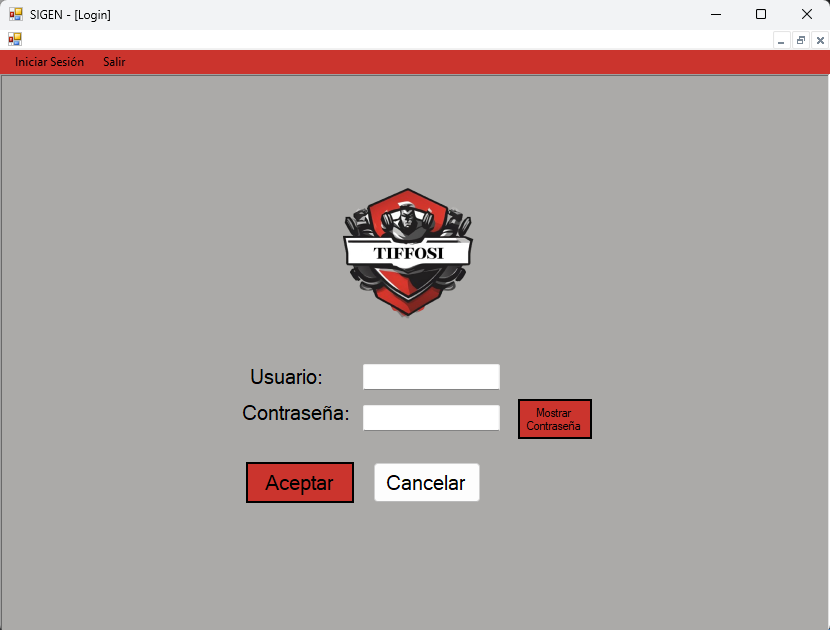 SIGEN - [Login]
Iniciar Sesión Salir
TIFFOSI
Usuario:
Contraseña:
Mostrar
Contraseña
Aceptar Cancelar